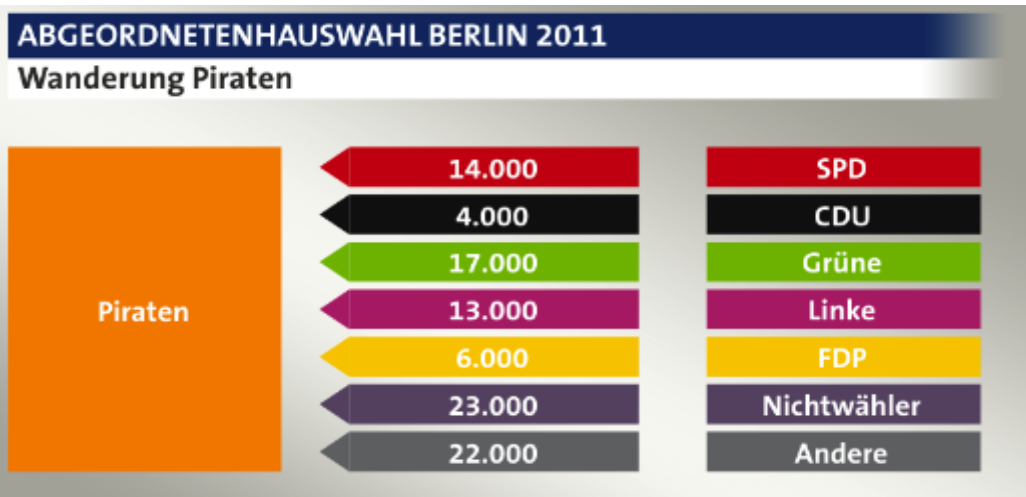 ABGEORDNETENHAUSWAHL BERLIN 2011
Wanderung Piraten
Piraten
14.000 SPD
4.000 CDU
17.000 Grüne
13.000 Linke
6.000 FDP
23.000 Nichtwähler
22.000 Andere